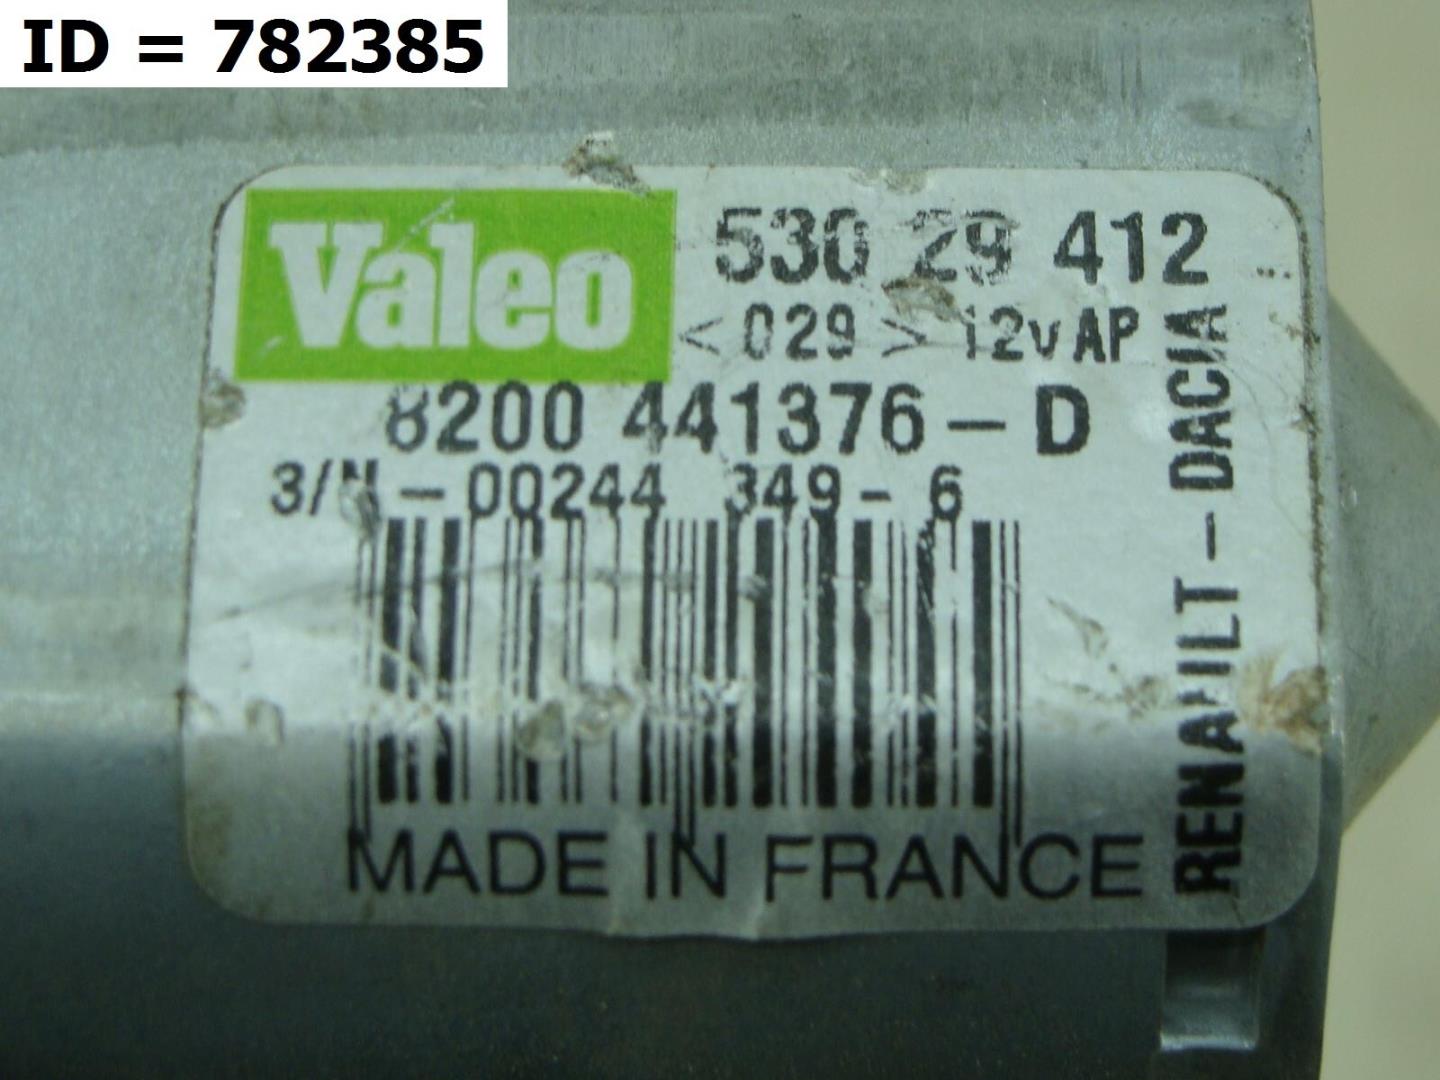 ID = 782385
Valeo
530 29 412
<029> 12v AP
8200 441376 - D
3/N - 00244 349 - 6
MADE IN FRANCE
RENAULT - DACIA